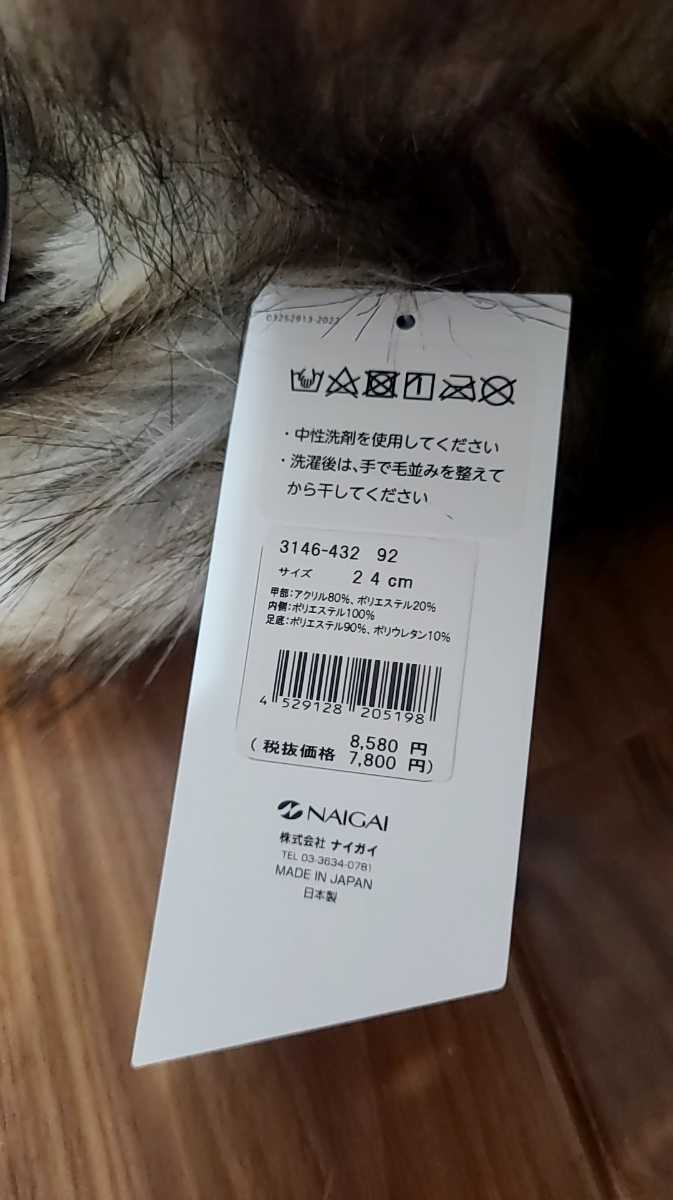 03252913-2022
・中性洗剤を使用してください
・洗濯後は、手で毛並みを整えて
から干してください
3146-432 92
サイズ 24cm
甲部:アクリル80%、ポリエステル20%
内側:ポリエステル100%
足底:ポリエステル90%、ポリウレタン10%
4 529128 205198
8,580 円
(税抜価格 7,800 円)
NAIGAI
株式会社 ナイガイ
TEL 03-3634-0781
MADE IN JAPAN
日本製